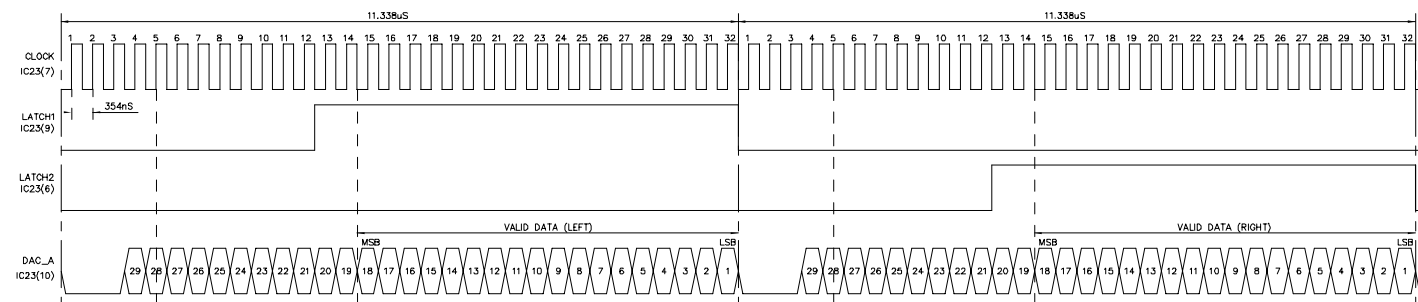 11.338uS 11.338uS
1 2 3 4 5 6 7 8 9 10 11 12 13 14 15 16 17 18 19 20 21 22 23 24 25 26 27 28 29 30 31 32 1 2 3 4 5 6 7 8 9 10 11 12 13 14 15 16 17 18 19 20 21 22 23 24 25 26 27 28 29 30 31 32
CLOCK
IC23(7)
354nS
LATCH1
IC23(9)
LATCH2
IC23(6)
VALID DATA (LEFT) VALID DATA (RIGHT)
MSB LSB MSB LSB
DAC_A
IC23(10)
29 28 27 26 25 24 23 22 21 20 19 18 17 16 15 14 13 12 11 10 9 8 7 6 5 4 3 2 1 29 28 27 26 25 24 23 22 21 20 19 18 17 16 15 14 13 12 11 10 9 8 7 6 5 4 3 2 1